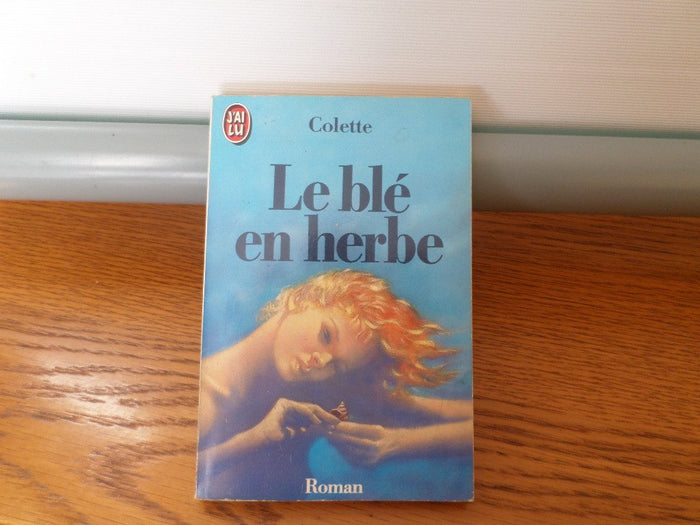 J'AI
LU
Colette
Le blé
en herbe
Roman